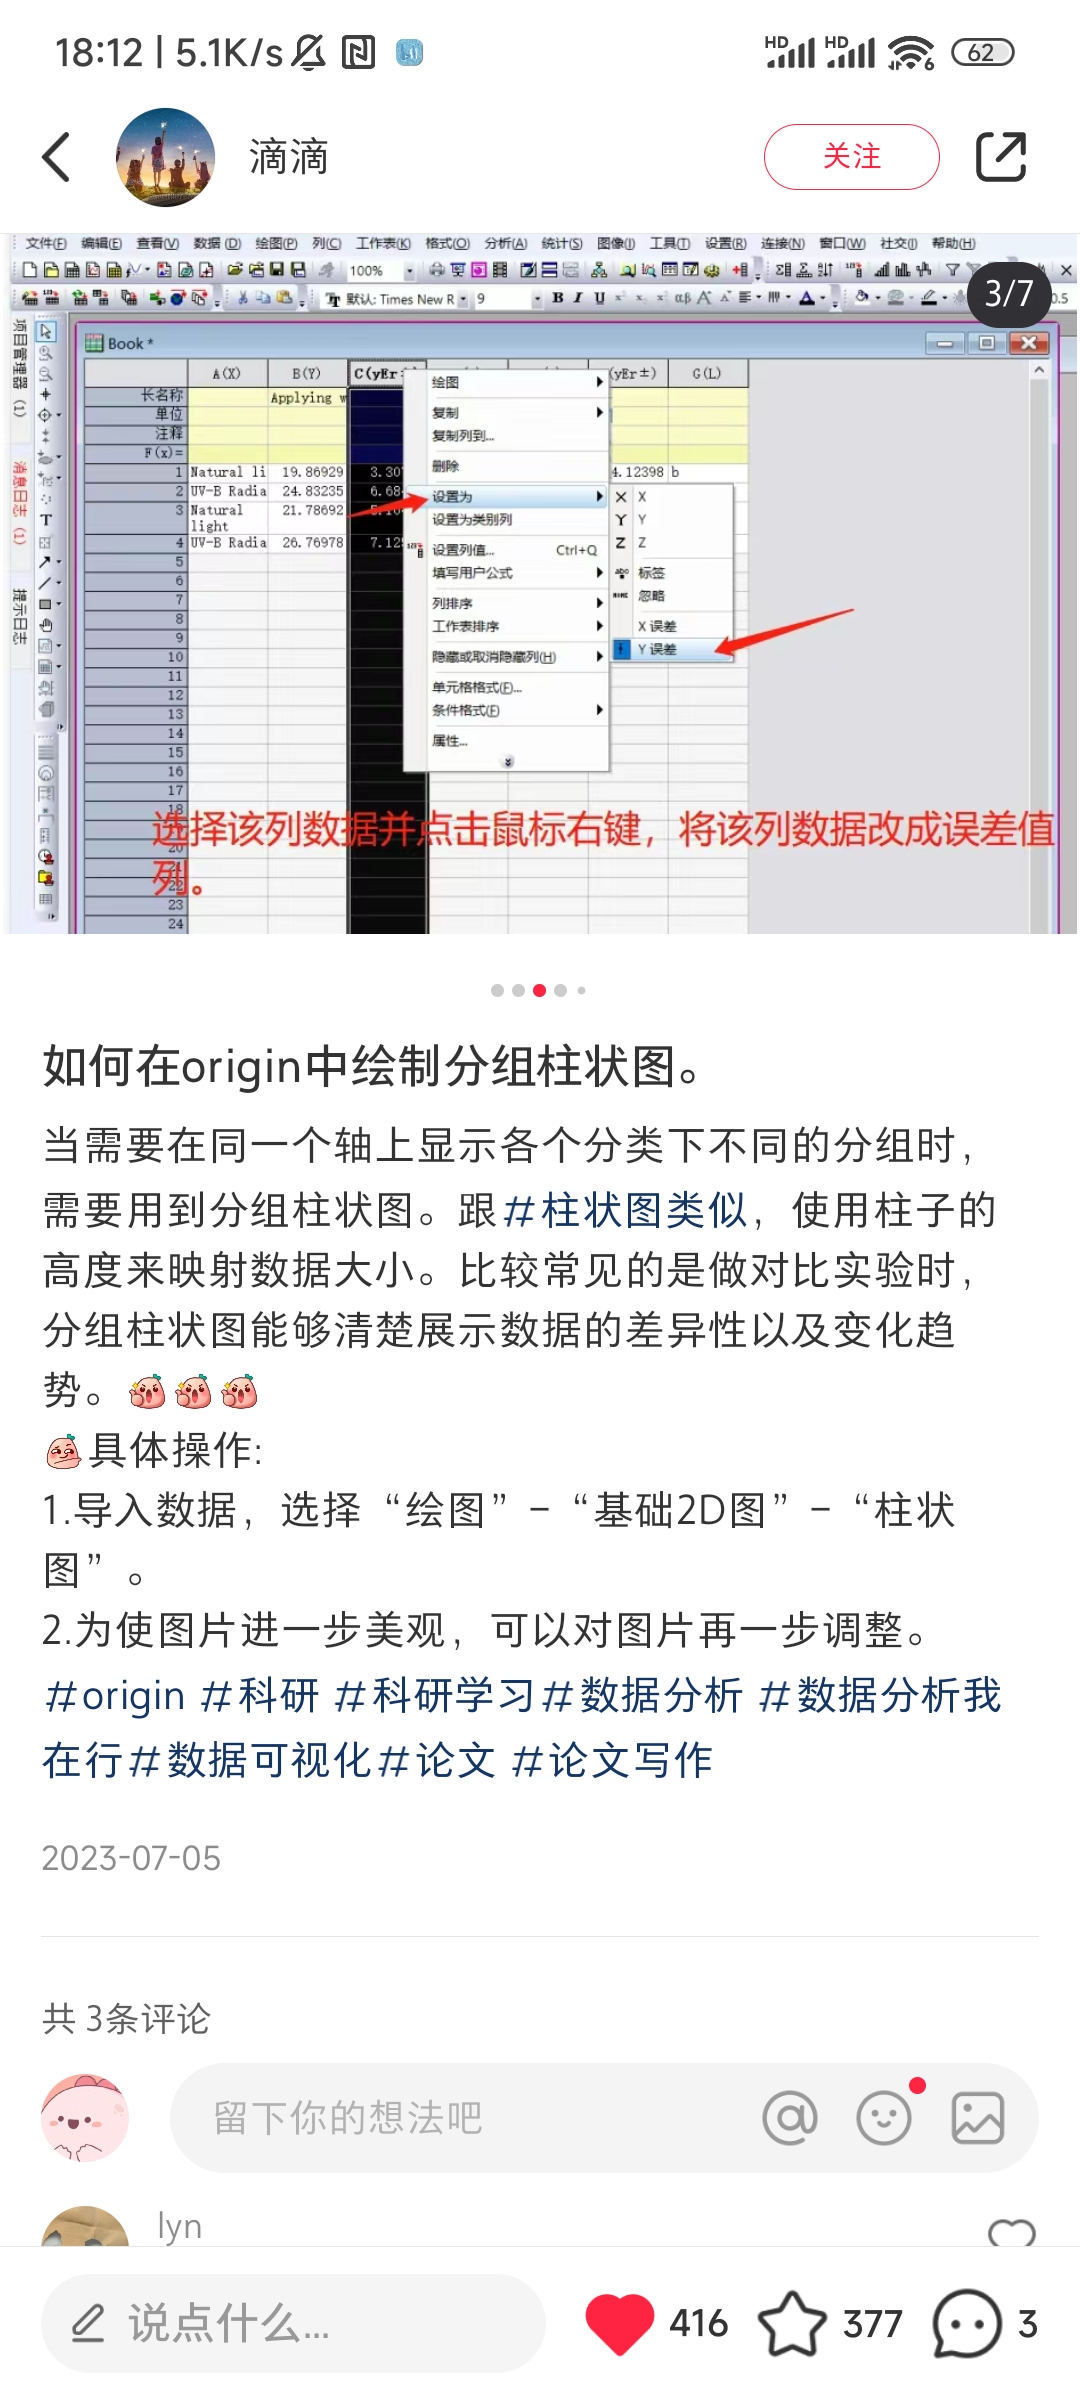 18:12 | 5.1K/s
HD HD 6 62
滴滴
关注
3/7
文件(F) 编辑(E) 查看(V) 数据 (D) 绘图(P) 列(C) 工作表(K) 格式(O) 分析(A) 统计(S) 图像(I) 工具(T) 设置(R) 连接(N) 窗口(W) 社交(I) 帮助(H)
100%
默认: Times New R 9 B I U αβ 0.5
项目管理器 (1)
消息日志 (1)
提示日志
Book *
A(X) B(Y) C(yEr (yEr±) G(L)
长名称 Applying w
单位
注释
F(x)=
1 Natural li 19.86929 3.30 4.12398 b
2 UV-B Radia 24.83235 6.68
3 Natural light 21.78692
4 UV-B Radia 26.76978 7.12
5
6
7
8
9
10
11
12
13
14
15
16
17
18
20
21
22
23
24
绘图
复制
复制列到...
删除
设置为
设置为类别列
设置列值... Ctrl+Q
填写用户公式
列排序
工作表排序
隐藏或取消隐藏列(H)
单元格格式(F)...
条件格式(F)
属性...
X X
Y Y
Z Z
标签
忽略
X 误差
Y 误差
选择该列数据并点击鼠标右键，将该列数据改成误差值
列。
如何在origin中绘制分组柱状图。
当需要在同一个轴上显示各个分类下不同的分组时，
需要用到分组柱状图。跟#柱状图类似，使用柱子的
高度来映射数据大小。比较常见的是做对比实验时，
分组柱状图能够清楚展示数据的差异性以及变化趋
势。
具体操作:
1.导入数据，选择“绘图”-“基础2D图”-“柱状
图”。
2.为使图片进一步美观，可以对图片再一步调整。
#origin #科研 #科研学习#数据分析 #数据分析我
在行#数据可视化#论文 #论文写作
2023-07-05
共 3条评论
留下你的想法吧
lyn
说点什么...
416
377
3